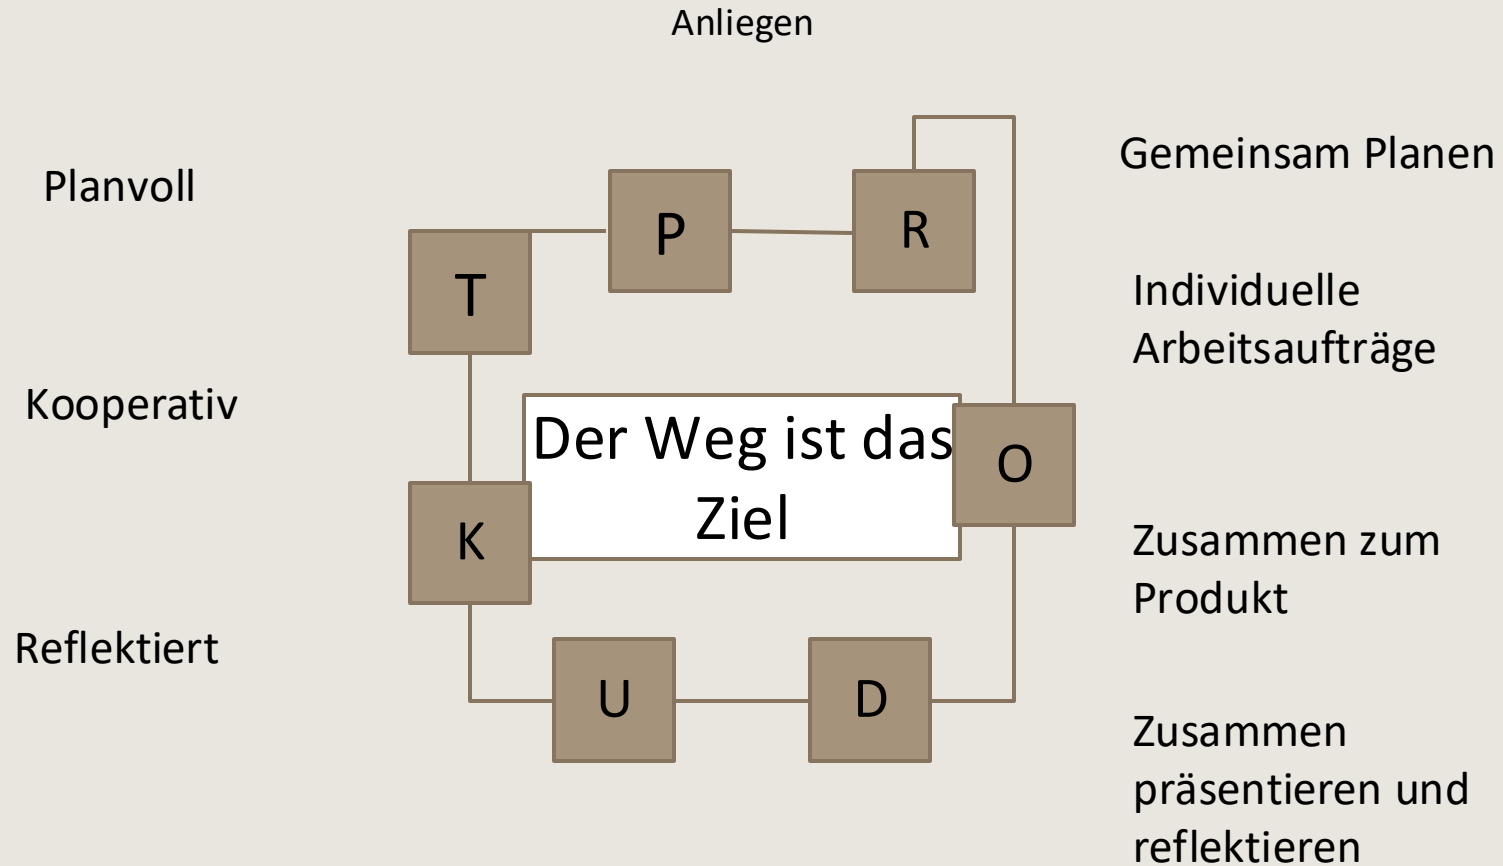 Anliegen
Planvoll
Kooperativ
Reflektiert
P
R
O
D
U
K
T
Der Weg ist das
Ziel
Gemeinsam Planen
Individuelle
Arbeitsaufträge
Zusammen zum
Produkt
Zusammen
präsentieren und
reflektieren